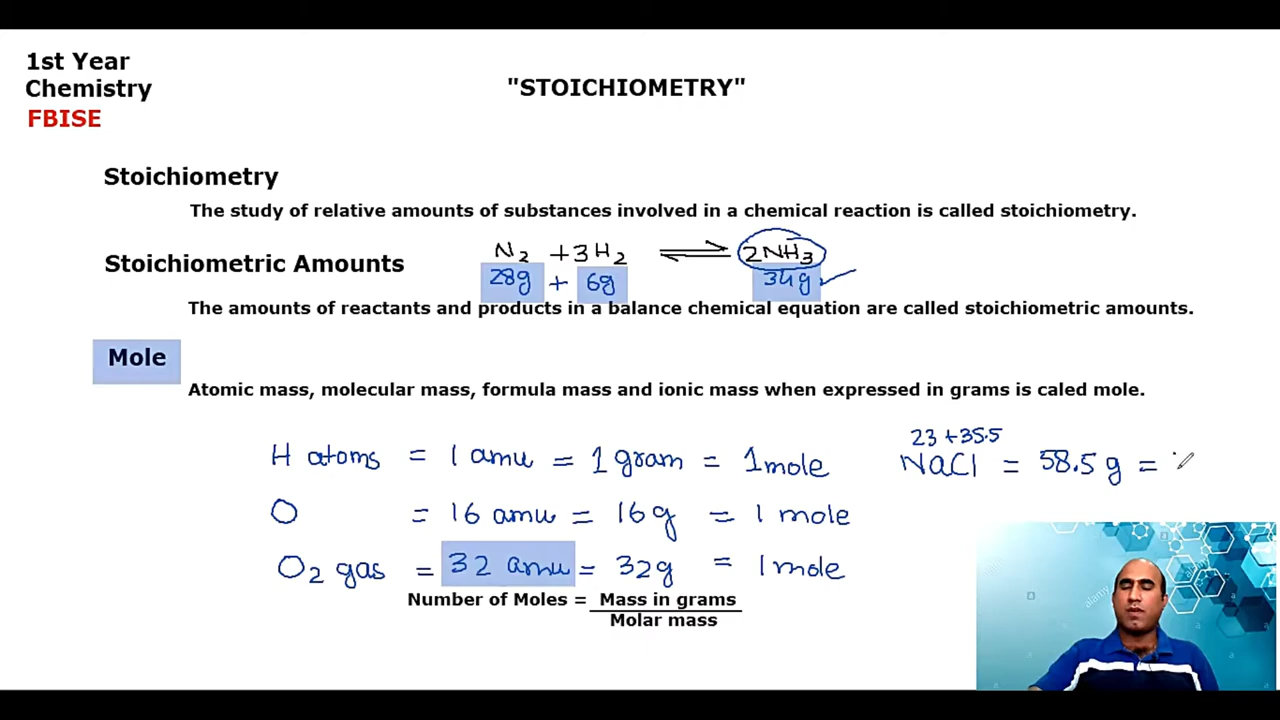 1st Year
Chemistry
FBISE
"STOICHIOMETRY"
Stoichiometry
The study of relative amounts of substances involved in a chemical reaction is called stoichiometry.
Stoichiometric Amounts
N₂ + 3H₂ ⇌ 2NH₃
28g + 6g 34g ✓
The amounts of reactants and products in a balance chemical equation are called stoichiometric amounts.
Mole
Atomic mass, molecular mass, formula mass and ionic mass when expressed in grams is caled mole.
23 + 35.5
H atoms = 1 amu = 1 gram = 1 mole NaCl = 58.5 g =
O = 16 amu = 16g = 1 mole
O₂ gas = 32 amu = 32g = 1 mole
Number of Moles = Mass in grams
Molar mass
alamy